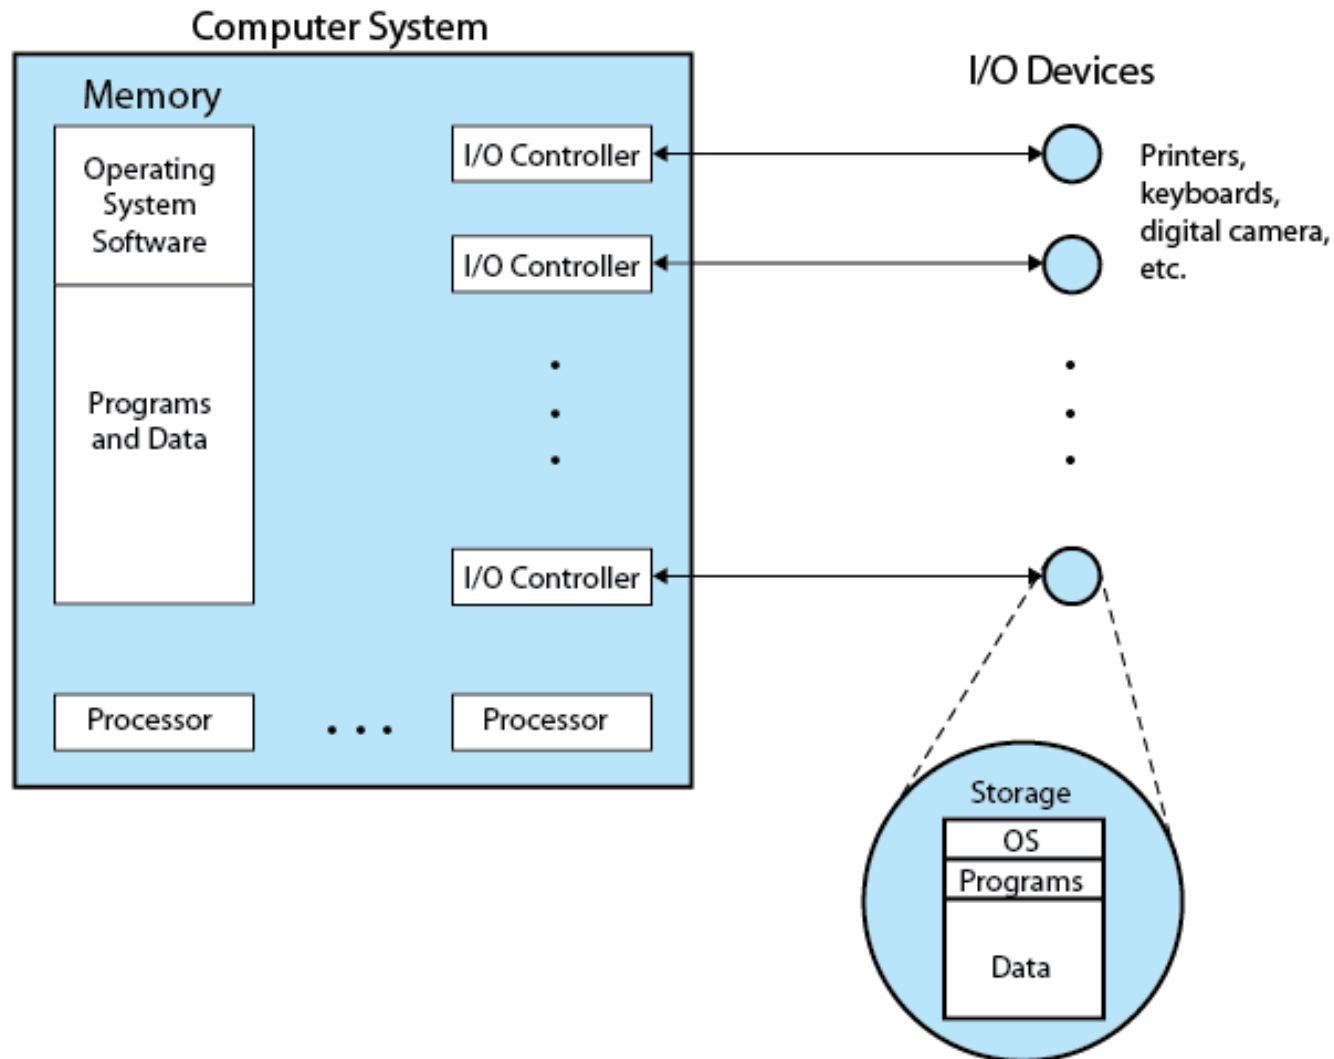 Computer System
Memory
Operating
System
Software
Programs
and Data
I/O Controller
I/O Controller
I/O Controller
Processor
Processor
I/O Devices
Printers,
keyboards,
digital camera,
etc.
Storage
OS
Programs
Data